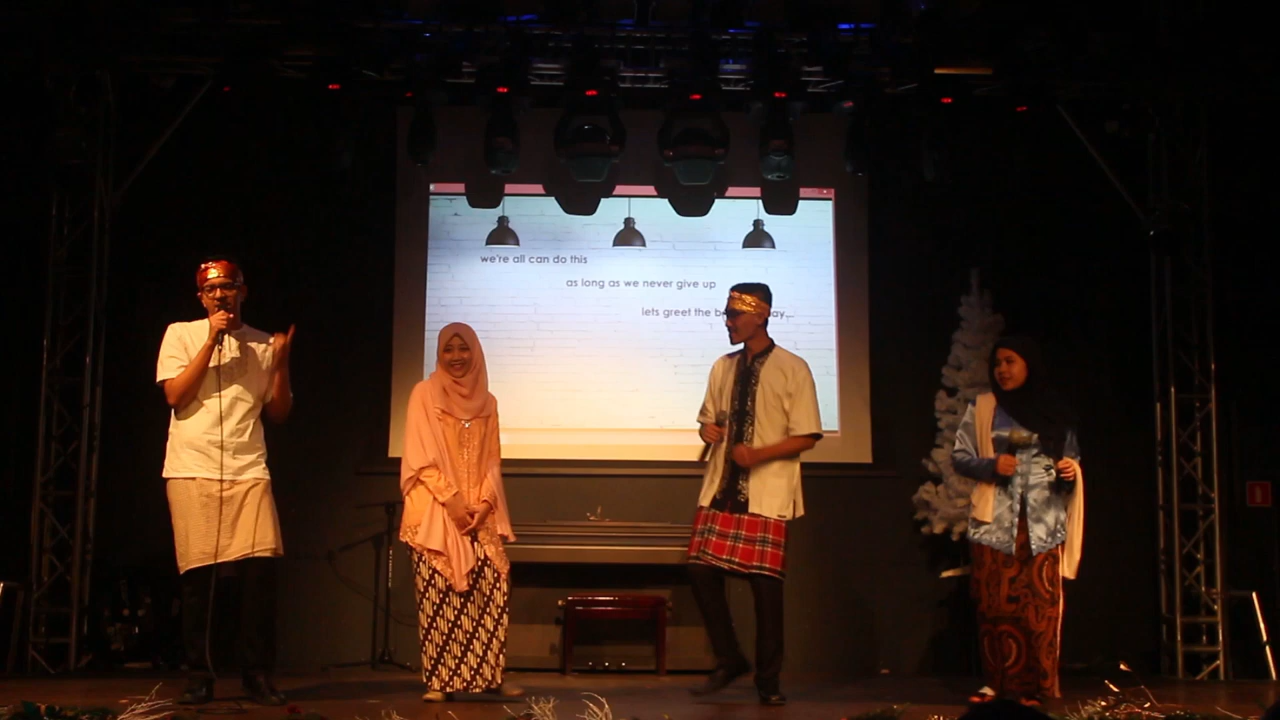 we're all can do this
as long as we never give up
lets greet the